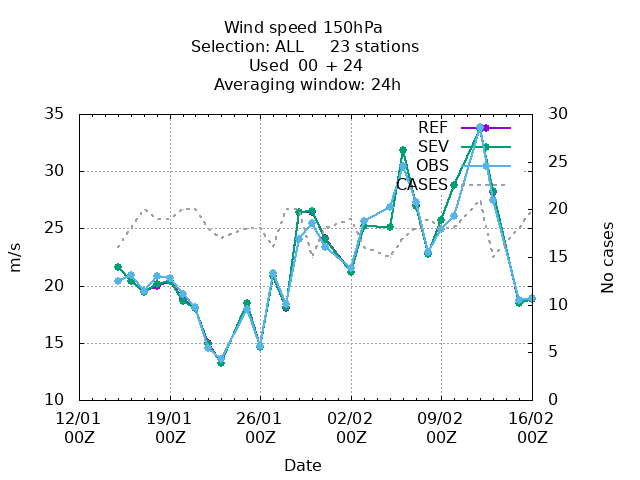 Wind speed 150hPa
Selection: ALL     23 stations
Used  00 + 24
Averaging window: 24h
35
30
25
20
15
10
m/s
30
25
20
15
10
5
0
No cases
REF
SEV
OBS
CASES
12/01 19/01 26/01 02/02 09/02 16/02
00Z 00Z 00Z 00Z 00Z 00Z
Date